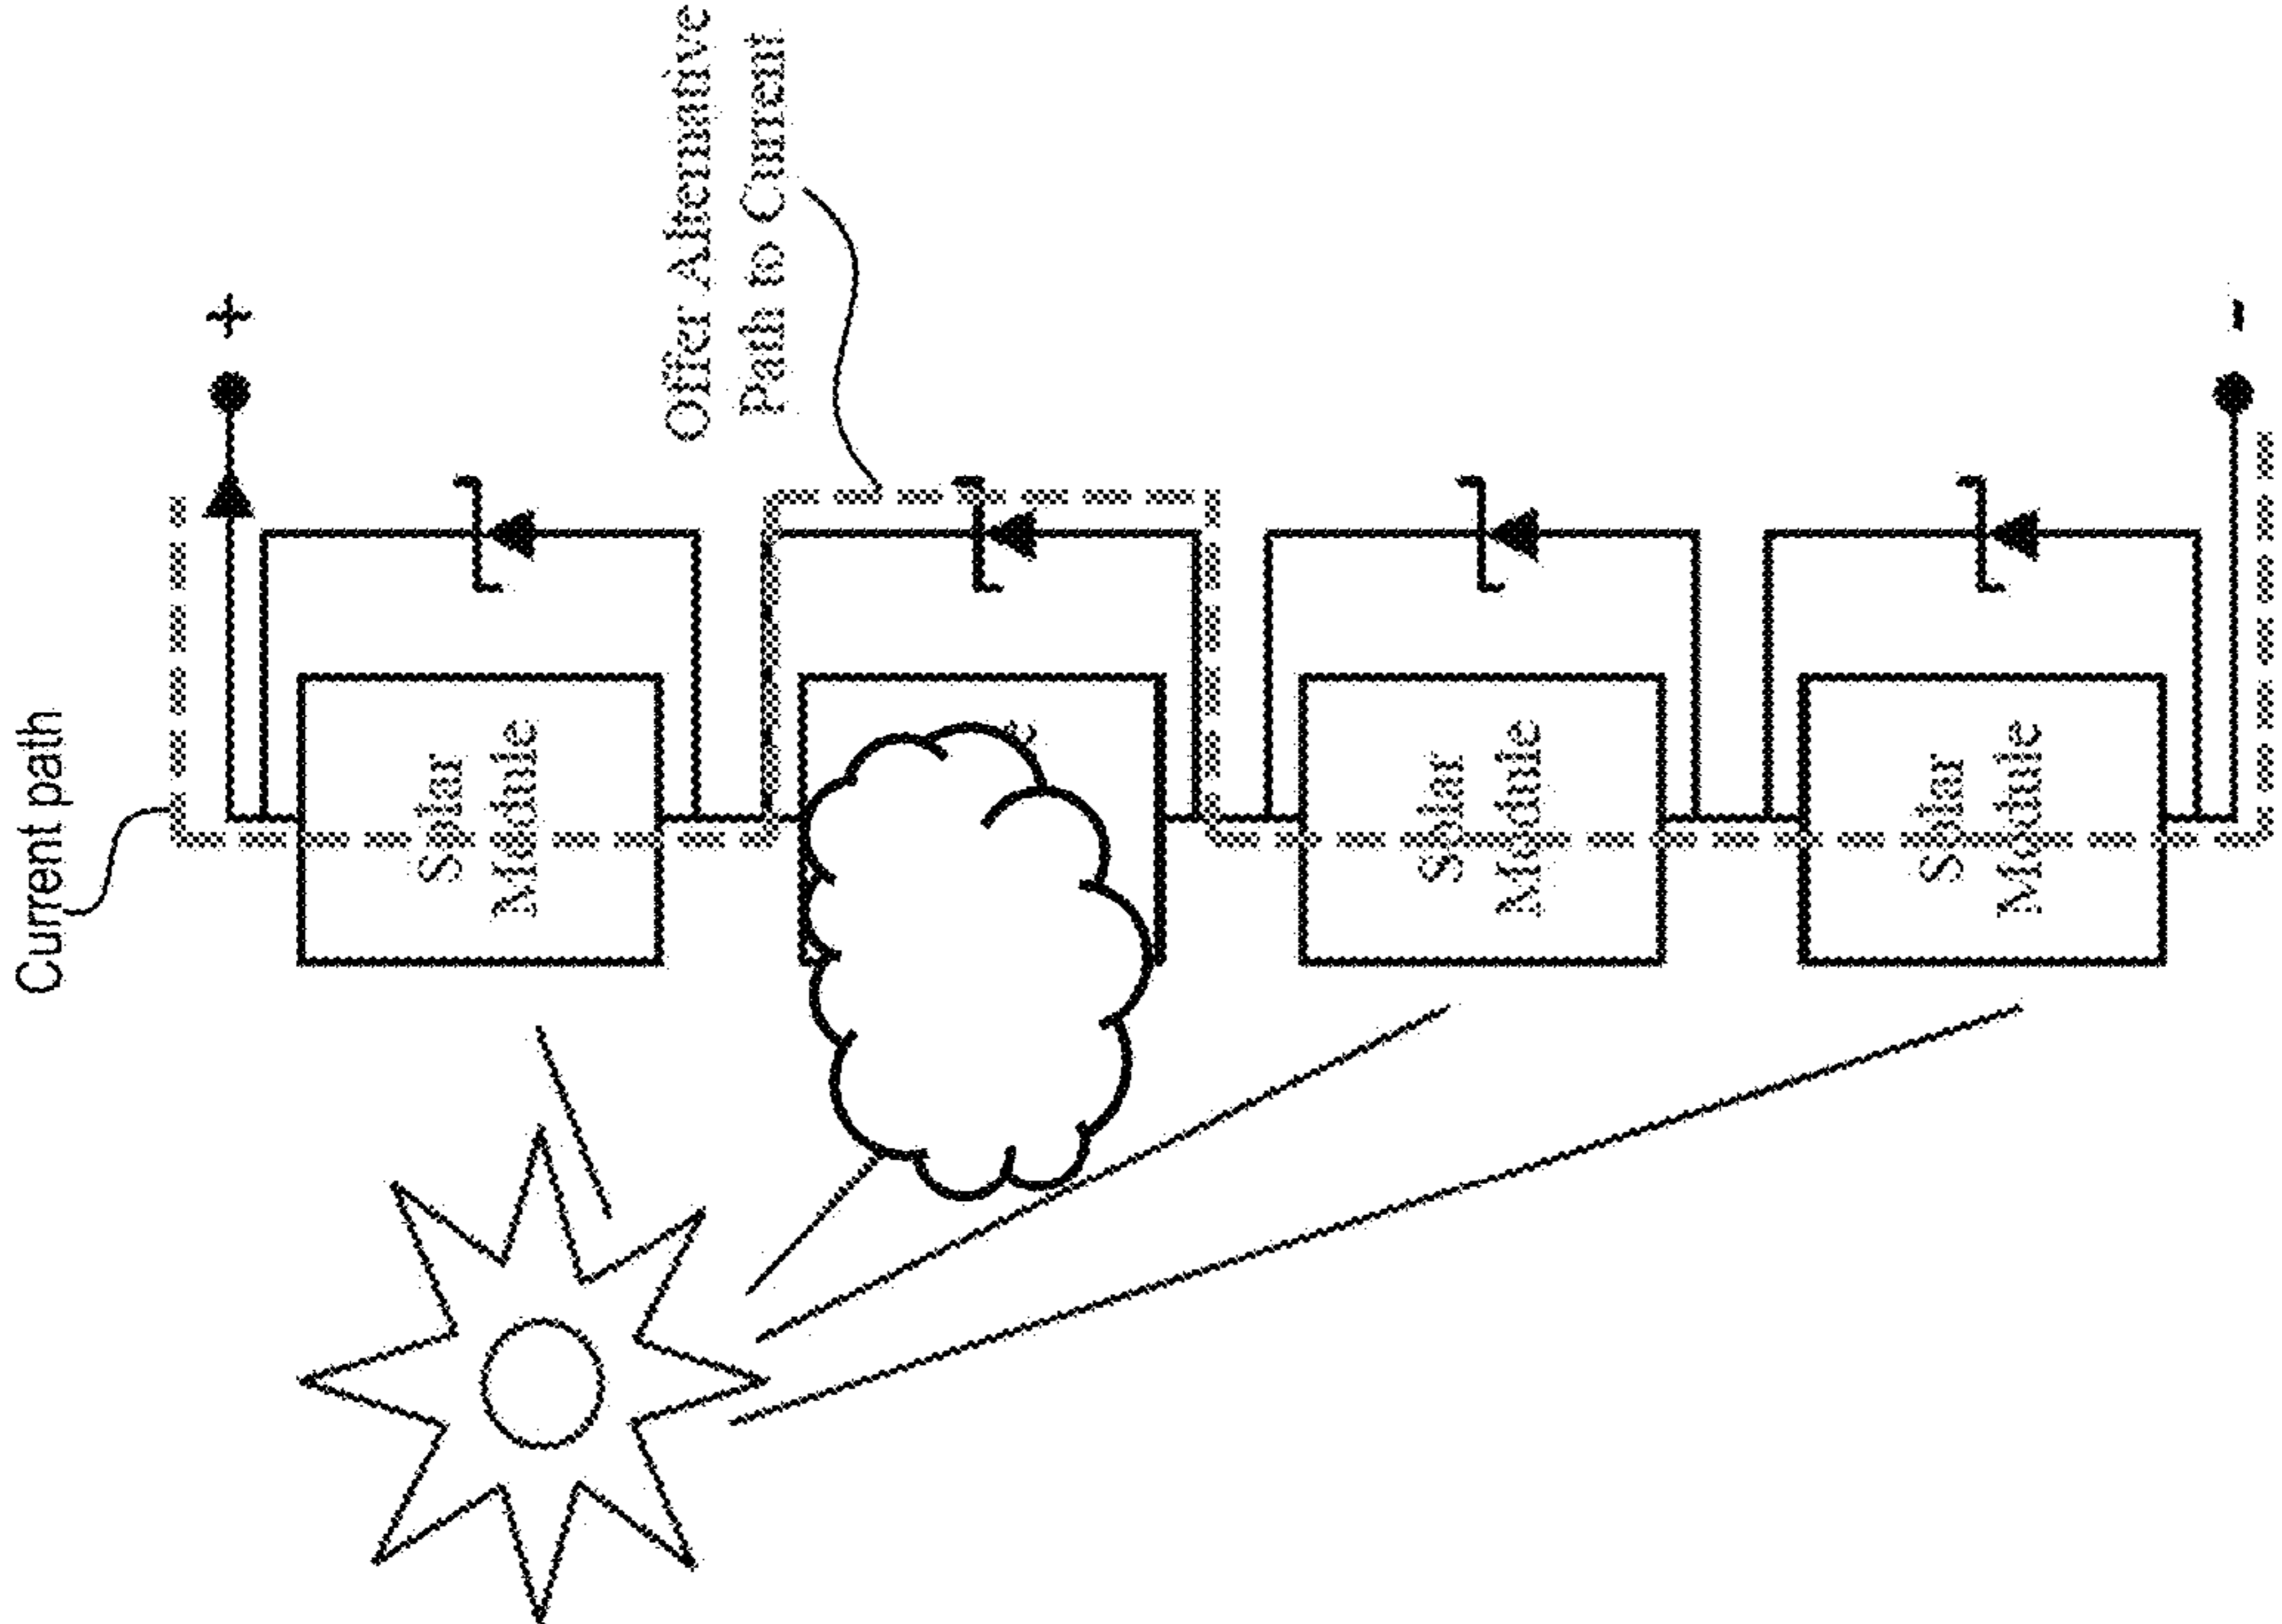 Current path
+
Offer Alternative
Path to Current
Solar
Module
e
Solar
Module
Solar
Module
-